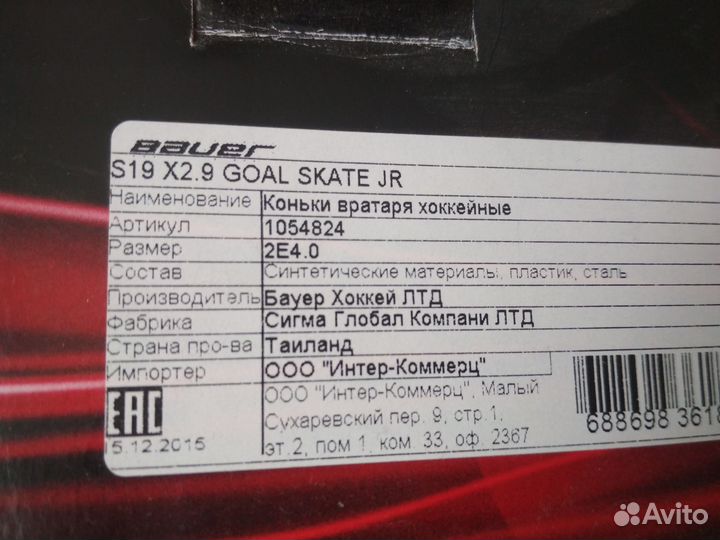 BAUER
S19 X2.9 GOAL SKATE JR
Наименование Коньки вратаря хоккейные
Артикул 1054824
Размер 2E4.0
Состав Синтетические материалы, пластик, сталь
Производитель Бауер Хоккей ЛТД
Фабрика Сигма Глобал Компани ЛТД
Страна про-ва Таиланд
Импортер ООО "Интер-Коммерц"
ООО "Интер-Коммерц", Малый
Сухаревский пер. 9, стр.1,
эт.2, пом 1, ком. 33, оф. 2367
EAC
15.12.2015
688698 361
Avito